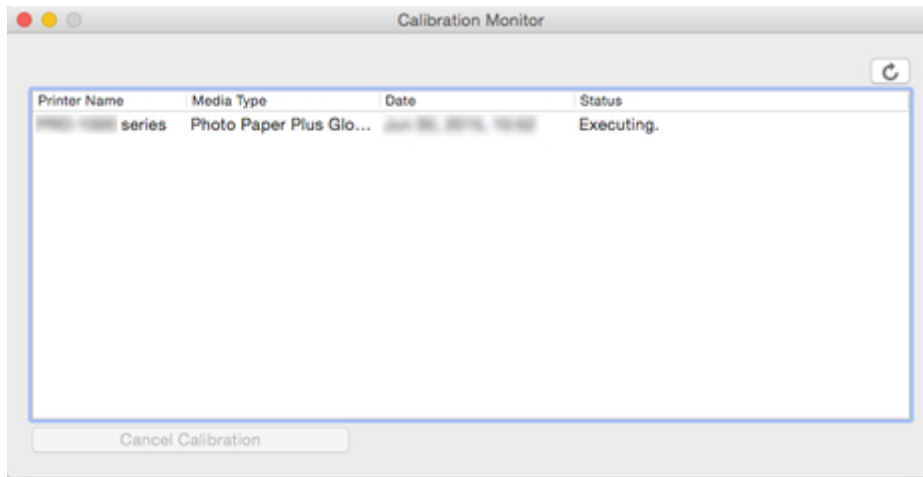 Calibration Monitor
Printer Name Media Type Date Status
series Photo Paper Plus Glo... Executing.
Cancel Calibration